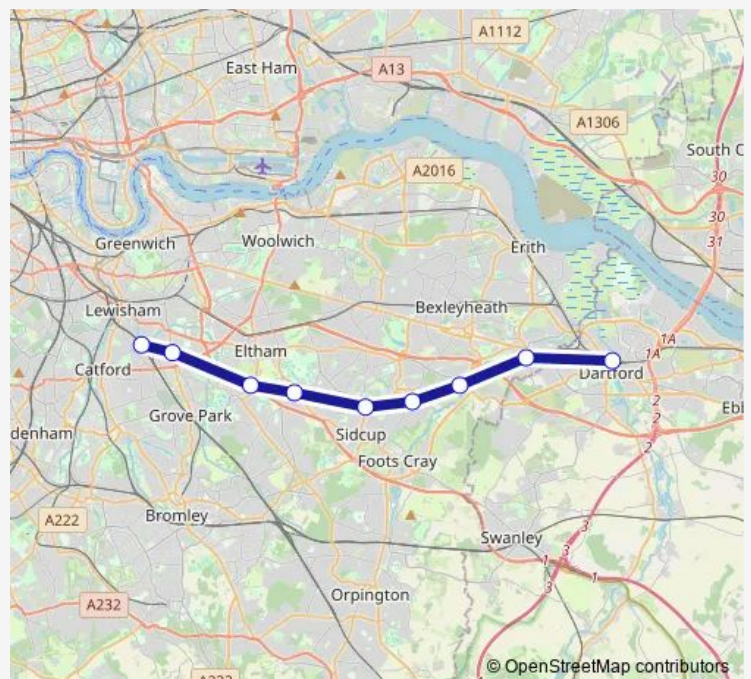 A1112
East Ham
A13
A1306
South C
A2016
30
30
31
Greenwich
Woolwich
Erith
Lewisham
Bexleyheath
1A
1A
Catford
Eltham
Dartford
2
2
2
Grove Park
Ebb
denham
Sidcup
Foots Cray
A222
Bromley
Swanley
3
3
1
1
3
Orpington
A232
© OpenStreetMap contributors